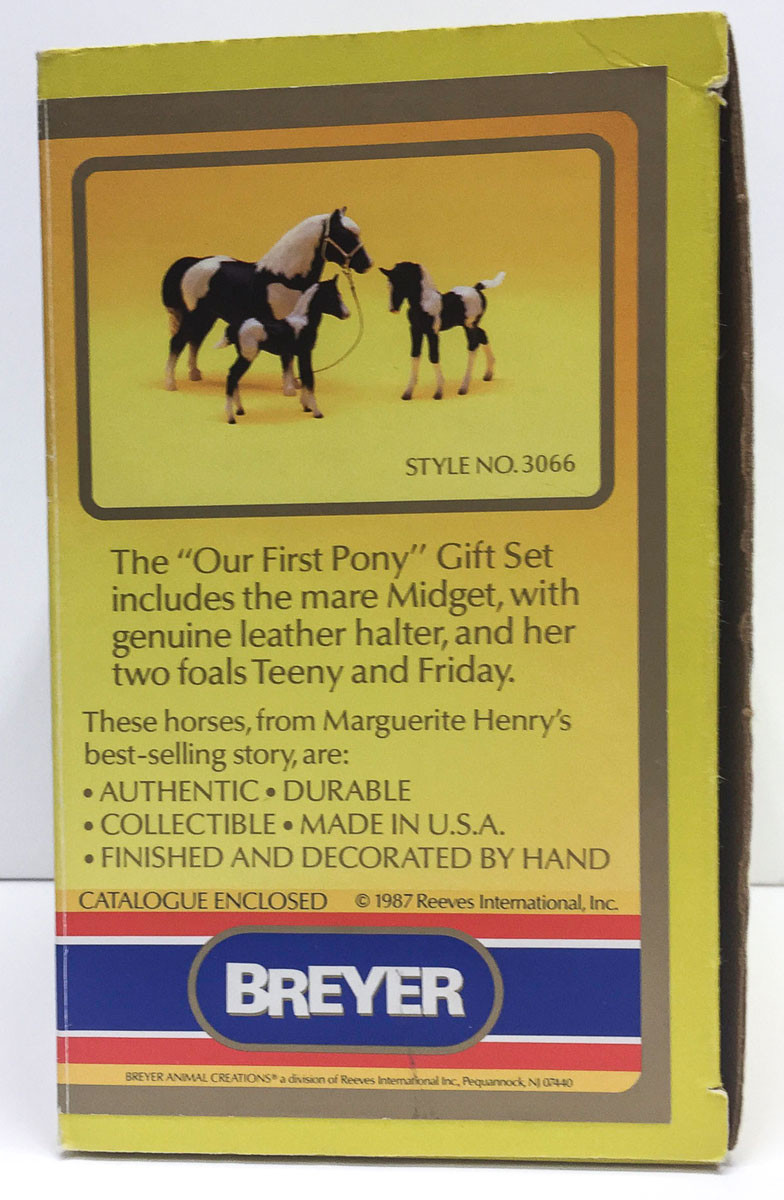 STYLE NO. 3066
The “Our First Pony” Gift Set
includes the mare Midget, with
genuine leather halter, and her
two foals Teeny and Friday.
These horses, from Marguerite Henry’s
best-selling story, are:
• AUTHENTIC • DURABLE
• COLLECTIBLE • MADE IN U.S.A.
• FINISHED AND DECORATED BY HAND
CATALOGUE ENCLOSED © 1987 Reeves International, Inc.
BREYER
BREYER ANIMAL CREATIONS® a division of Reeves International Inc., Pequannock, NJ 07440